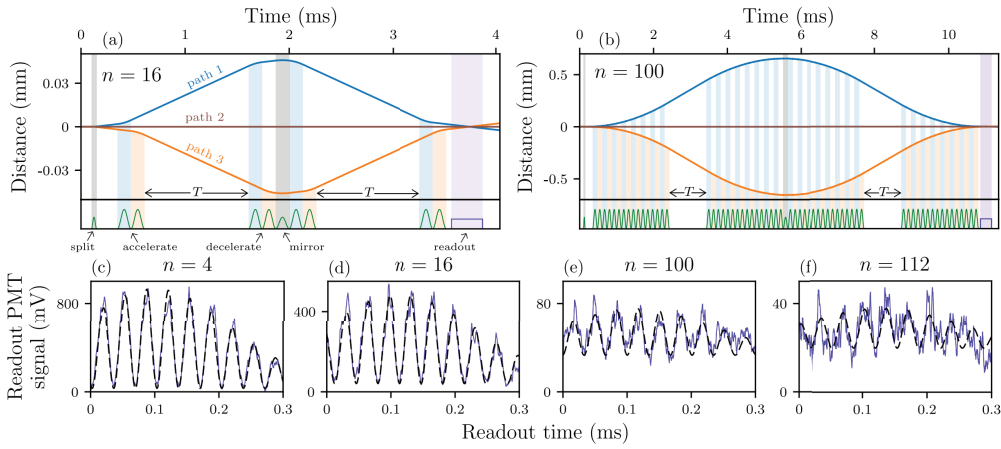 Time (ms)
Time (ms)
0 (a) 1 2 3 4
0 (b) 2 4 6 8 10
Distance (mm)
0.03
0
-0.03
n = 16
path 1
path 2
path 3
T
T
split
accelerate
decelerate
mirror
readout
Distance (mm)
0.5
0
-0.5
n = 100
T
T
(c) n = 4
(d) n = 16
(e) n = 100
(f) n = 112
Readout PMT
signal (mV)
800
0
400
0
80
0
40
0
0 0.1 0.2 0.3
0 0.1 0.2 0.3
0 0.1 0.2 0.3
0 0.1 0.2 0.3
Readout time (ms)